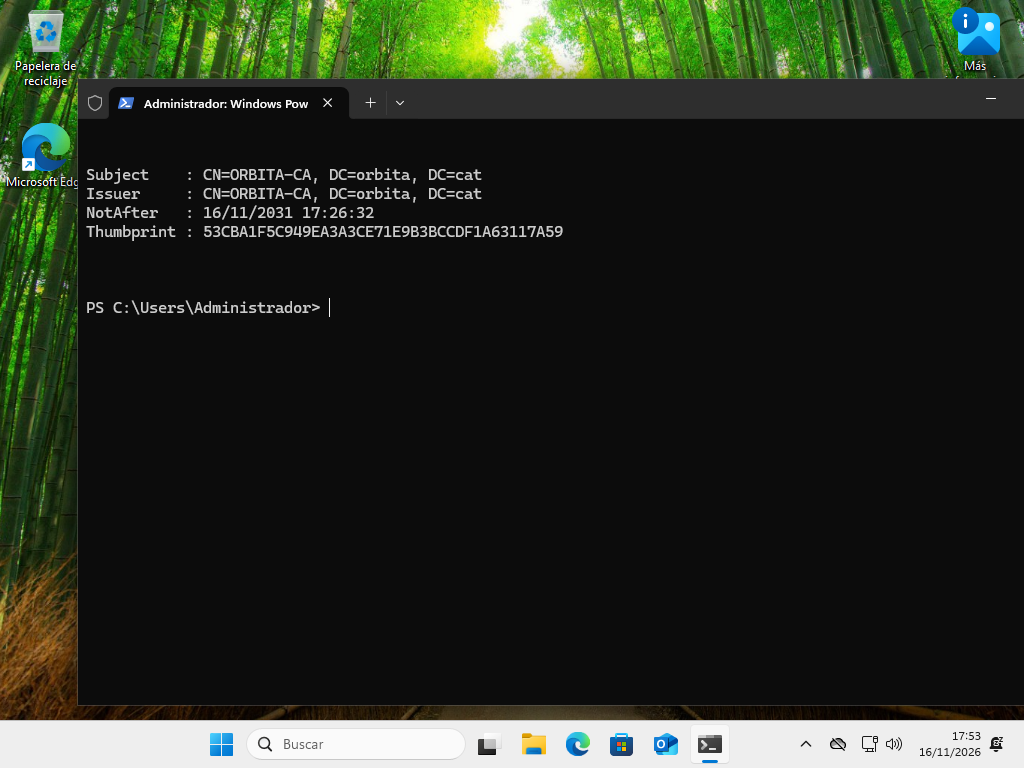 Papelera de
reciclaje
Más
Microsoft Edg
Administrador: Windows Pow
Subject    : CN=ORBITA-CA, DC=orbita, DC=cat
Issuer     : CN=ORBITA-CA, DC=orbita, DC=cat
NotAfter   : 16/11/2031 17:26:32
Thumbprint : 53CBA1F5C949EA3A3CE71E9B3BCCDF1A63117A59
PS C:\Users\Administrador>
Buscar
17:53
16/11/2026